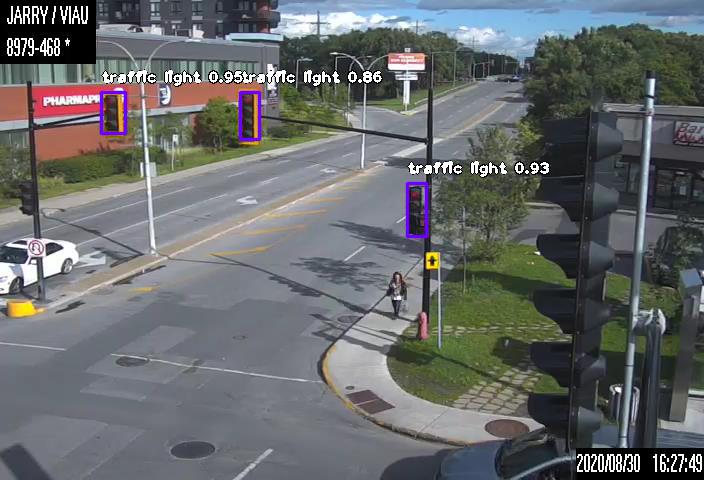 JARRY / VIAU
8979-468 *
traffic light 0.95
traffic light 0.86
PHARMAPR
traffic light 0.93
2020/08/30 16:27:49